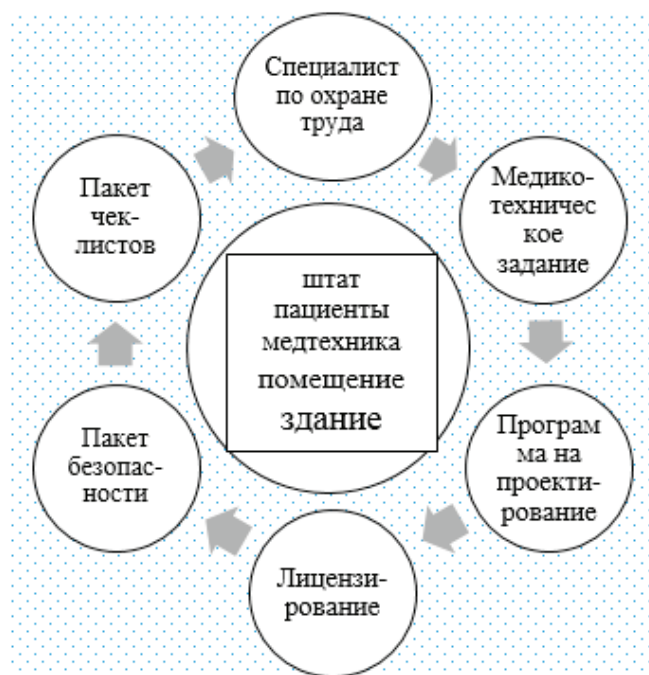 Специалист
по охране
труда
Медико-
техничес
кое
задание
Програм
ма на
проекти-
рование
Лицензи-
рование
Пакет
безопас-
ности
Пакет
чек-
листов
штат
пациенты
медтехника
помещение
здание